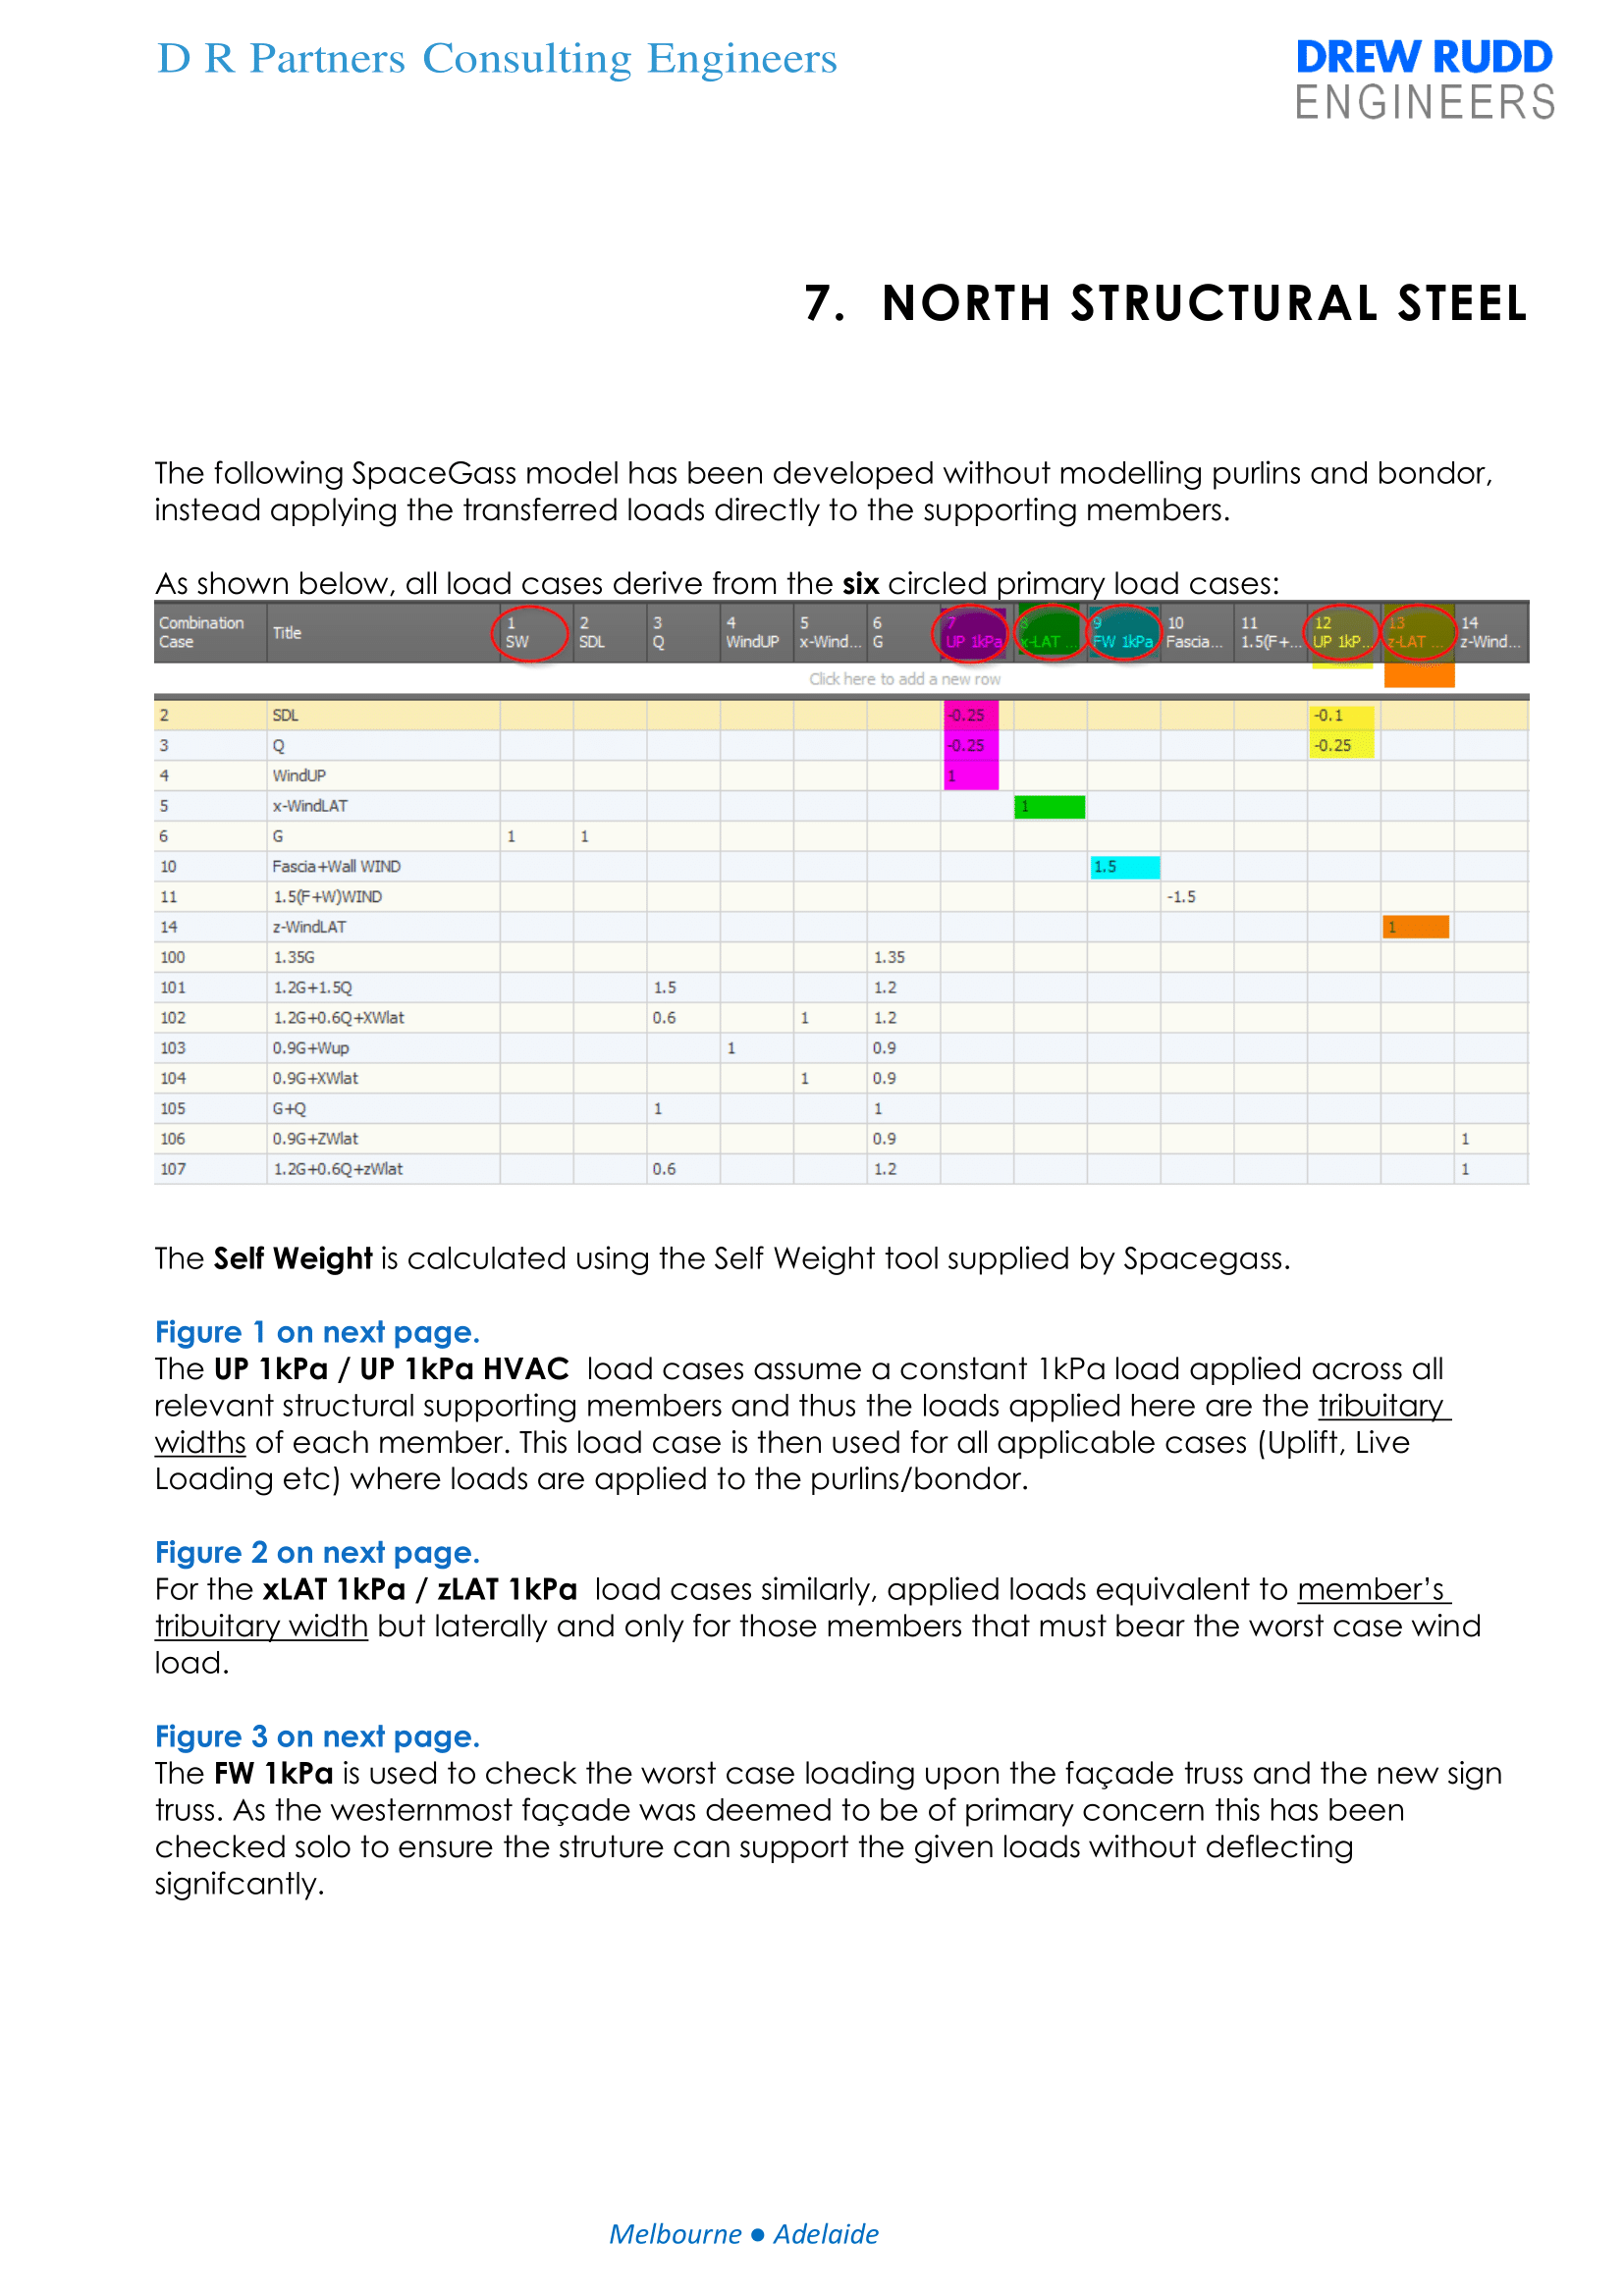 D R Partners Consulting Engineers
DREW RUDD
ENGINEERS
7. NORTH STRUCTURAL STEEL
The following SpaceGass model has been developed without modelling purlins and bondor,
instead applying the transferred loads directly to the supporting members.
As shown below, all load cases derive from the six circled primary load cases:
Combination Case Title 1 SW 2 SDL 3 Q 4 WindUP 5 x-Wind... 6 G 7 UP 1kPa 8 x-LAT ... 9 FW 1kPa 10 Fascia... 11 1.5(F+... 12 UP 1kP... 13 z-LAT ... 14 z-Wind...
Click here to add a new row
2 SDL -0.25 -0.1
3 Q -0.25 -0.25
4 WindUP 1
5 x-WindLAT 1
6 G 1 1
10 Fascia+Wall WIND 1.5
11 1.5(F+W)WIND -1.5
14 z-WindLAT 1
100 1.35G 1.35
101 1.2G+1.5Q 1.5 1.2
102 1.2G+0.6Q+XWlat 0.6 1 1.2
103 0.9G+Wup 1 0.9
104 0.9G+XWlat 1 0.9
105 G+Q 1 1
106 0.9G+ZWlat 0.9 1
107 1.2G+0.6Q+zWlat 0.6 1.2 1
The Self Weight is calculated using the Self Weight tool supplied by Spacegass.
Figure 1 on next page.
The UP 1kPa / UP 1kPa HVAC load cases assume a constant 1kPa load applied across all
relevant structural supporting members and thus the loads applied here are the tribuitary
widths of each member. This load case is then used for all applicable cases (Uplift, Live
Loading etc) where loads are applied to the purlins/bondor.
Figure 2 on next page.
For the xLAT 1kPa / zLAT 1kPa load cases similarly, applied loads equivalent to member’s
tribuitary width but laterally and only for those members that must bear the worst case wind
load.
Figure 3 on next page.
The FW 1kPa is used to check the worst case loading upon the façade truss and the new sign
truss. As the westernmost façade was deemed to be of primary concern this has been
checked solo to ensure the struture can support the given loads without deflecting
signifcantly.
Melbourne ● Adelaide